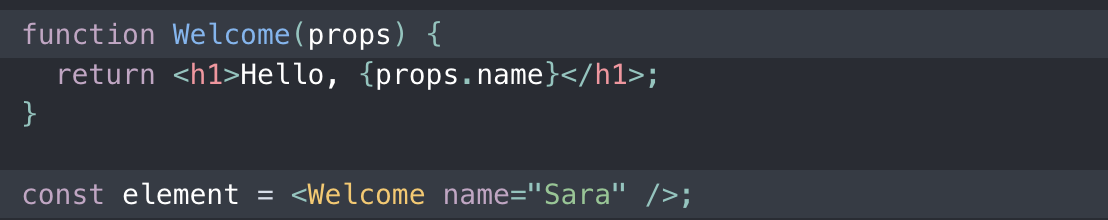 function Welcome(props) {
  return <h1>Hello, {props.name}</h1>;
}
const element = <Welcome name="Sara" />;